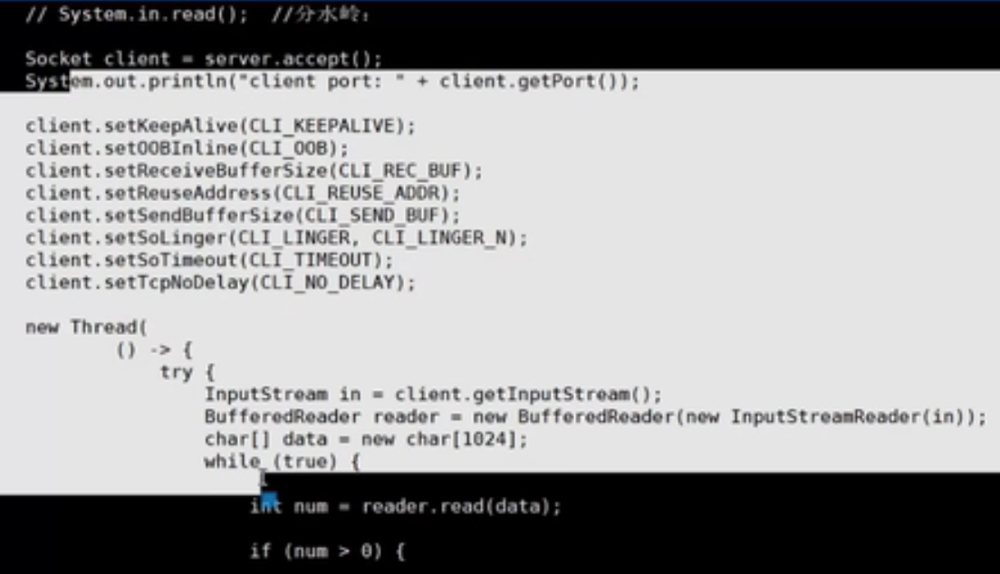 // System.in.read();  //分水岭：
Socket client = server.accept();
System.out.println("client port: " + client.getPort());
client.setKeepAlive(CLI_KEEPALIVE);
client.setOOBInline(CLI_OOB);
client.setReceiveBufferSize(CLI_REC_BUF);
client.setReuseAddress(CLI_REUSE_ADDR);
client.setSendBufferSize(CLI_SEND_BUF);
client.setSoLinger(CLI_LINGER, CLI_LINGER_N);
client.setSoTimeout(CLI_TIMEOUT);
client.setTcpNoDelay(CLI_NO_DELAY);
new Thread(
() -> {
try {
InputStream in = client.getInputStream();
BufferedReader reader = new BufferedReader(new InputStreamReader(in));
char[] data = new char[1024];
while (true) {
int num = reader.read(data);
if (num > 0) {